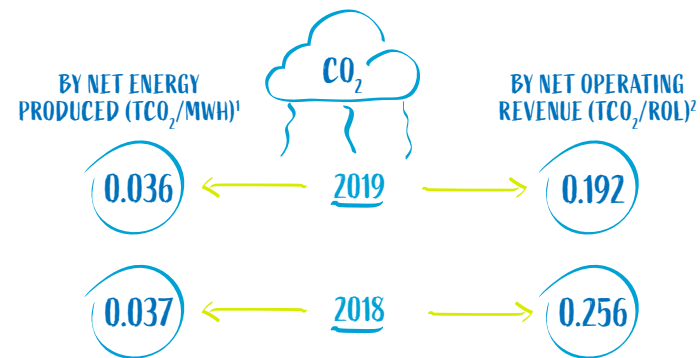 CO₂
BY NET ENERGY
PRODUCED (TCO₂/MWH)¹
BY NET OPERATING
REVENUE (TCO₂/ROL)²
0.036
2019
0.192
0.037
2018
0.256